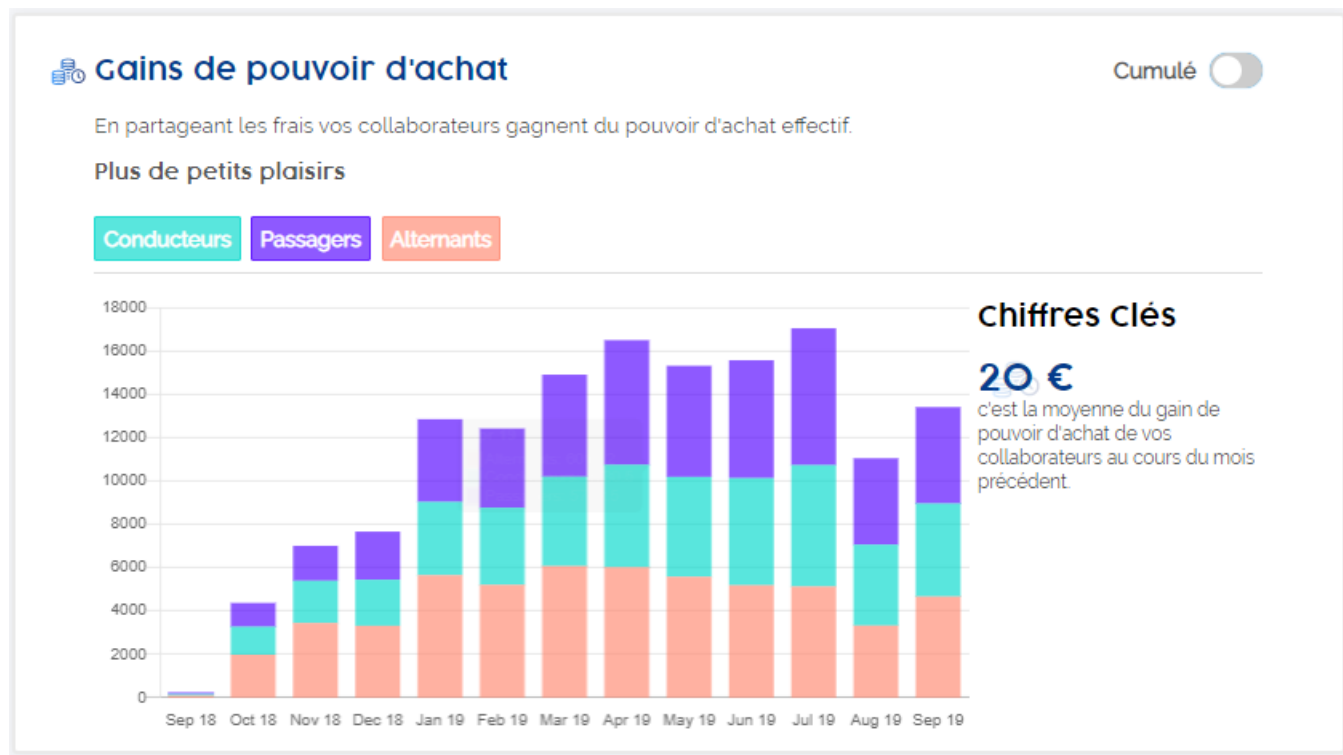 Gains de pouvoir d'achat
Cumulé
En partageant les frais vos collaborateurs gagnent du pouvoir d'achat effectif.
Plus de petits plaisirs
Conducteurs Passagers Alternants
18000
16000
14000
12000
10000
8000
6000
4000
2000
0
Sep 18 Oct 18 Nov 18 Dec 18 Jan 19 Feb 19 Mar 19 Apr 19 May 19 Jun 19 Jul 19 Aug 19 Sep 19
Chiffres Clés
20 €
c'est la moyenne du gain de
pouvoir d'achat de vos
collaborateurs au cours du mois
précédent.